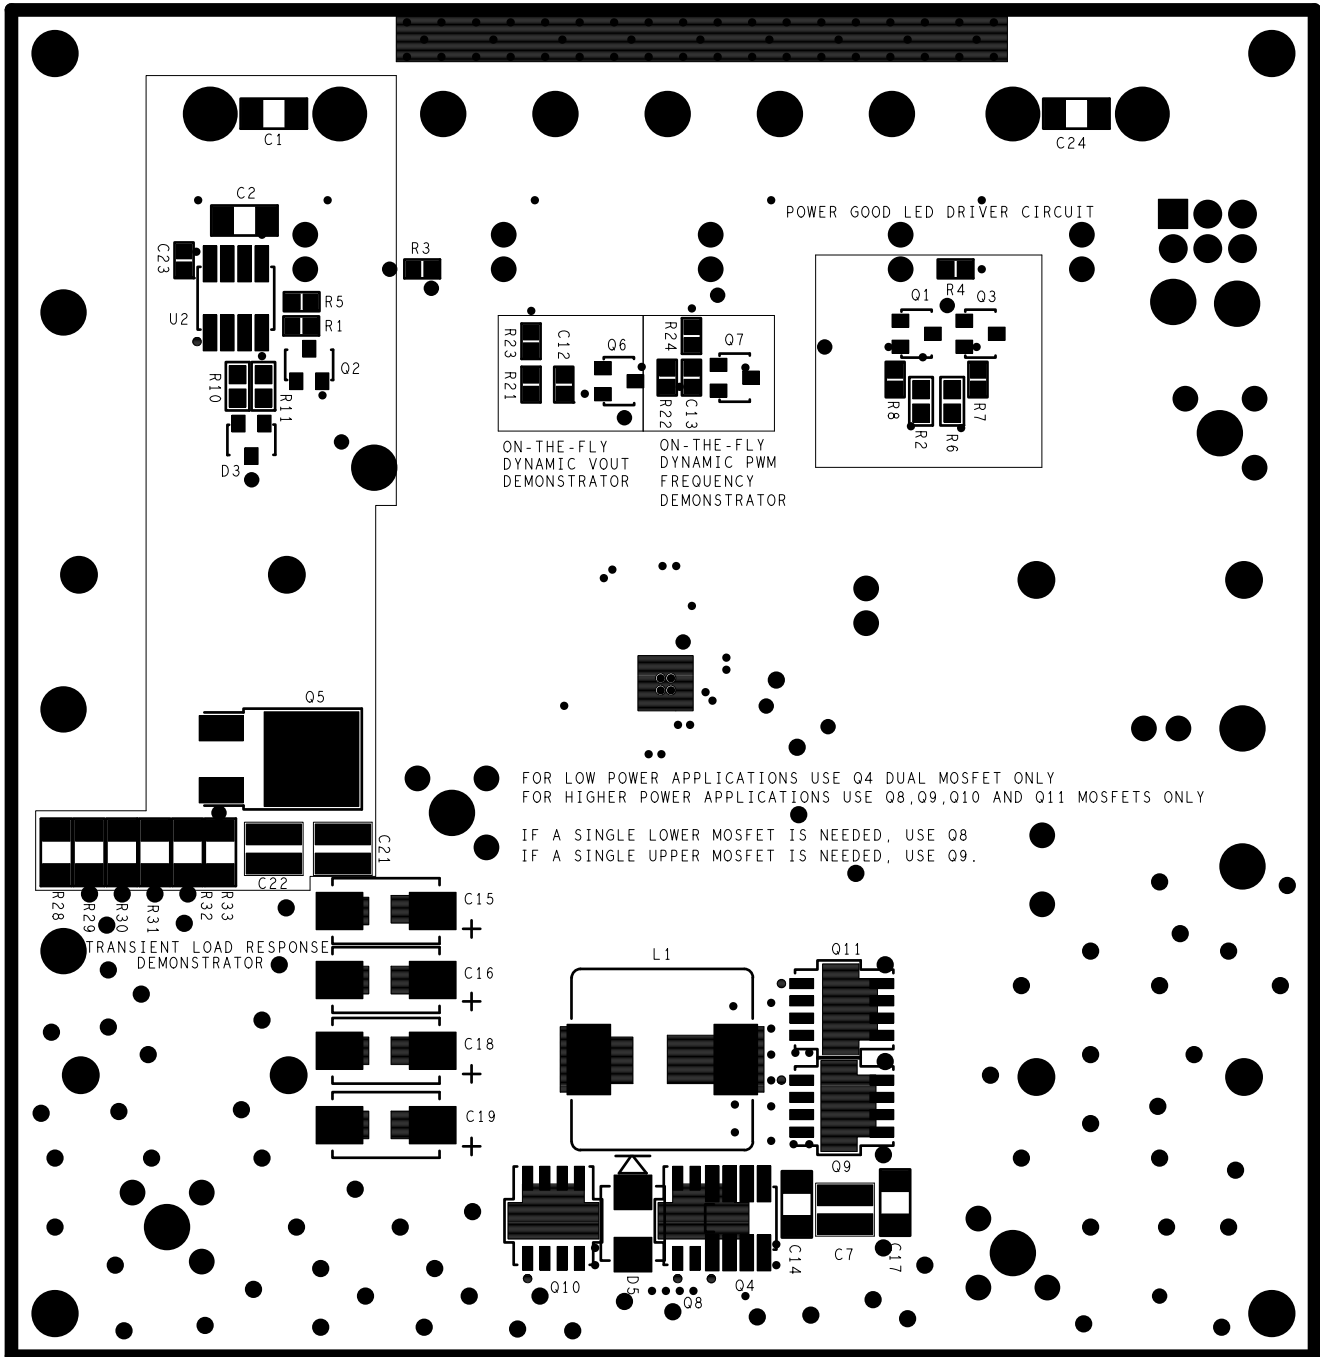 C1
C24
C2
POWER GOOD LED DRIVER CIRCUIT
C23
R3
R4
Q1
Q3
U2
R5
R1
R23
C12
Q6
R24
Q7
Q2
R10
R11
R21
R22
C13
R8
R2
R6
R7
D3
ON-THE-FLY
DYNAMIC VOUT
DEMONSTRATOR
ON-THE-FLY
DYNAMIC PWM
FREQUENCY
DEMONSTRATOR
Q5
FOR LOW POWER APPLICATIONS USE Q4 DUAL MOSFET ONLY
FOR HIGHER POWER APPLICATIONS USE Q8,Q9,Q10 AND Q11 MOSFETS ONLY
IF A SINGLE LOWER MOSFET IS NEEDED, USE Q8
IF A SINGLE UPPER MOSFET IS NEEDED, USE Q9.
C21
C22
R28
R29
R30
R31
R32
R33
C15
+
TRANSIENT LOAD RESPONSE
DEMONSTRATOR
L1
Q11
C16
+
C18
+
C19
+
Q9
C14
C7
C17
Q10
D5
Q8
Q4